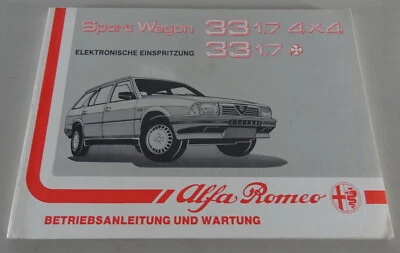 Sport Wagon 33 1.7 4x4
ELEKTRONISCHE EINSPRITZUNG 33 1.7
Alfa Romeo
BETRIEBSANLEITUNG UND WARTUNG